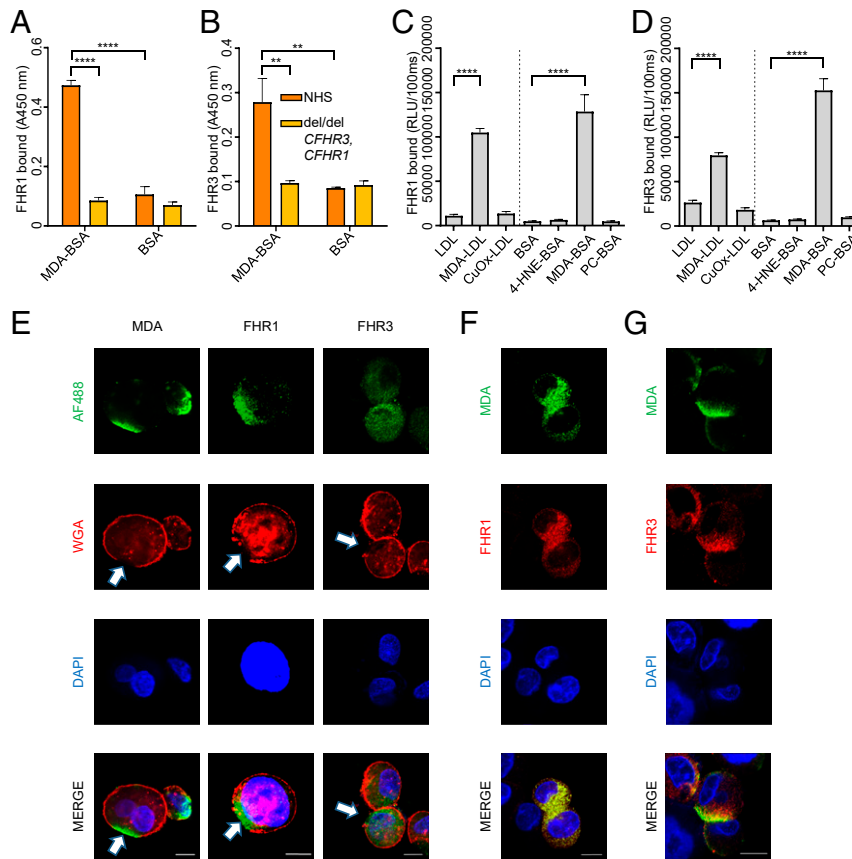 A
FHR1 bound (A450 nm)
0.6
0.4
0.2
0
****
****
MDA-BSA
BSA
B
FHR3 bound (A450 nm)
0.4
0.3
0.2
0.1
0
**
**
NHS
del/del
CFHR3,
CFHR1
MDA-BSA
BSA
C
FHR1 bound (RLU/100ms)
200000
150000
100000
50000
0
****
****
LDL
MDA-LDL
CuOx-LDL
BSA
4-HNE-BSA
MDA-BSA
PC-BSA
D
FHR3 bound (RLU/100ms)
200000
150000
100000
50000
0
****
****
LDL
MDA-LDL
CuOx-LDL
BSA
4-HNE-BSA
MDA-BSA
PC-BSA
E
MDA
FHR1
FHR3
AF488
WGA
DAPI
MERGE
F
MDA
FHR1
DAPI
MERGE
G
MDA
FHR3
DAPI
MERGE